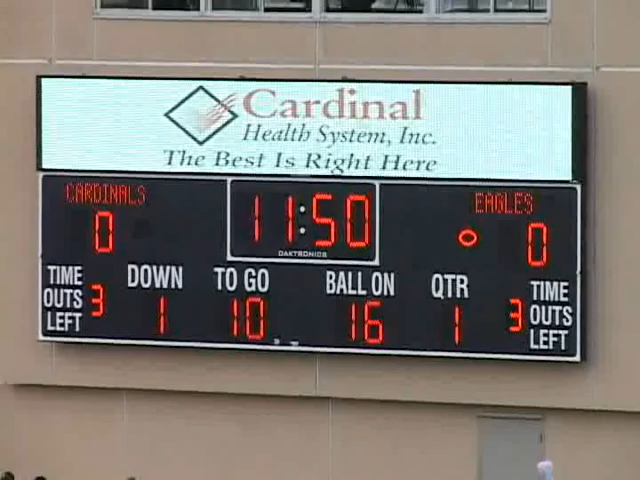 Cardinal
Health System, Inc.
The Best Is Right Here
CARDINALS 11:50 EAGLES
0 0
DAKTRONICS
TIME OUTS LEFT 3
DOWN 1
TO GO 10
BALL ON 16
QTR 1
3 TIME OUTS LEFT